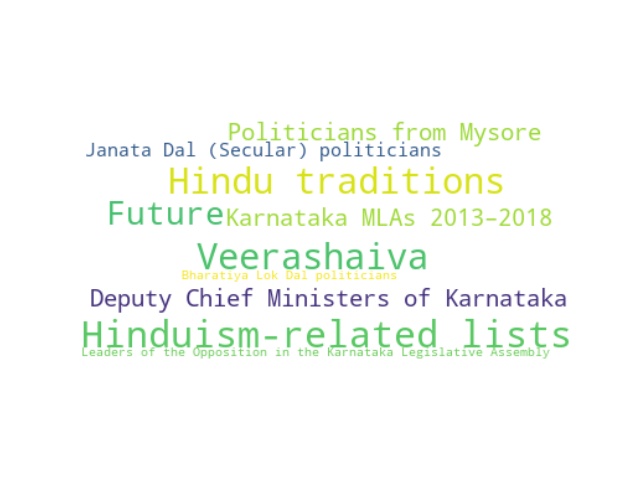 Politicians from Mysore
Janata Dal (Secular) politicians
Hindu traditions
Future
Karnataka MLAs 2013–2018
Veerashaiva
Bharatiya Lok Dal politicians
Deputy Chief Ministers of Karnataka
Hinduism-related lists
Leaders of the Opposition in the Karnataka Legislative Assembly